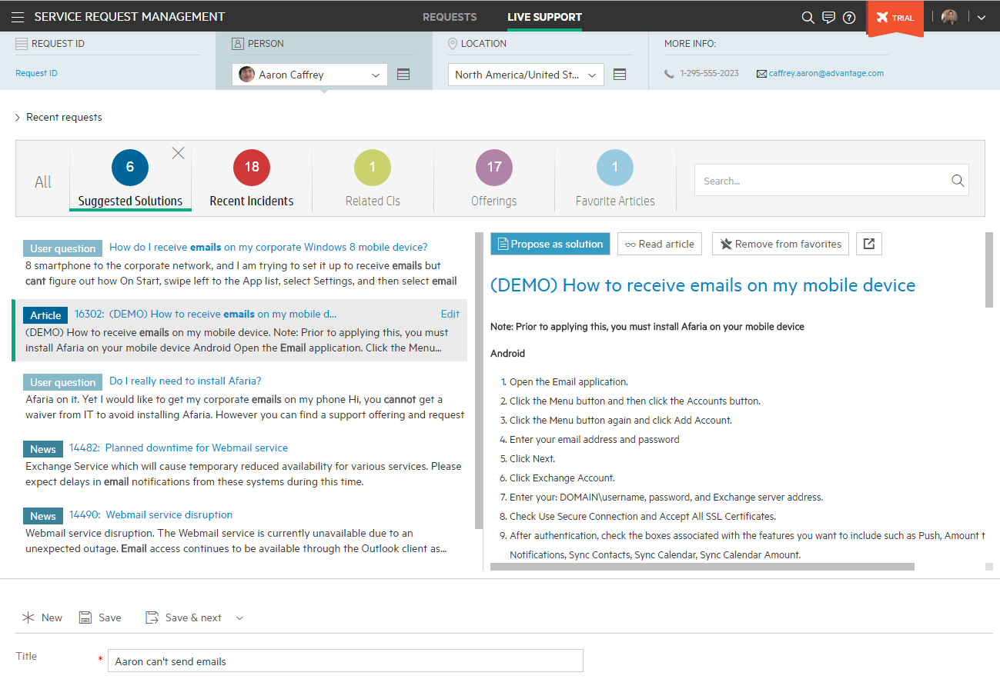 SERVICE REQUEST MANAGEMENT
REQUESTS
LIVE SUPPORT
TRIAL
REQUEST ID
PERSON
LOCATION
MORE INFO:
Request ID
Aaron Caffrey
North America/United St...
1-295-555-2023
caffrey.aaron@advantage.com
Recent requests
All
6
Suggested Solutions
18
Recent Incidents
1
Related CIs
17
Offerings
1
Favorite Articles
Search...
User question How do I receive emails on my corporate Windows 8 mobile device?
8 smartphone to the corporate network, and I am trying to set it up to receive emails but
cant figure out how On Start, swipe left to the App list, select Settings, and then select email
Article 16302: (DEMO) How to receive emails on my mobile d... Edit
(DEMO) How to receive emails on my mobile device. Note: Prior to applying this, you must
install Afaria on your mobile device Android Open the Email application. Click the Menu...
User question Do I really need to install Afaria?
Afaria on it. Yet I would like to get my corporate emails on my phone Hi, you cannot get a
waiver from IT to avoid installing Afaria. However you can find a support offering and request
News 14482: Planned downtime for Webmail service
Exchange Service which will cause temporary reduced availability for various services. Please
expect delays in email notifications from these systems during this time.
News 14490: Webmail service disruption
Webmail service disruption. The Webmail service is currently unavailable due to an
unexpected outage. Email access continues to be available through the Outlook client as...
Propose as solution
Read article
Remove from favorites
(DEMO) How to receive emails on my mobile device
Note: Prior to applying this, you must install Afaria on your mobile device
Android
1. Open the Email application.
2. Click the Menu button and then click the Accounts button.
3. Click the Menu button again and click Add Account.
4. Enter your email address and password
5. Click Next.
6. Click Exchange Account.
7. Enter your: DOMAIN\username, password, and Exchange server address.
8. Check Use Secure Connection and Accept All SSL Certificates.
9. After authentication, check the boxes associated with the features you want to include such as Push, Amount t
Notifications, Sync Contacts, Sync Calendar, Sync Calendar Amount.
New
Save
Save & next
Title * Aaron can't send emails